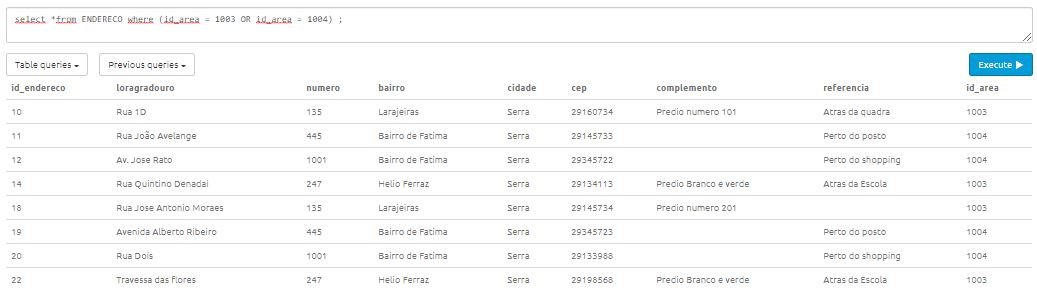 select *from ENDERECO where (id_area = 1003 OR id_area = 1004) ;
Table queries Previous queries Execute
id_endereco loragradouro numero bairro cidade cep complemento referencia id_area
10 Rua 1D 135 Larajeiras Serra 29160734 Predio numero 101 Atras da quadra 1003
11 Rua João Avelange 445 Bairro de Fatima Serra 29145733 Perto do posto 1004
12 Av. Jose Rato 1001 Bairro de Fatima Serra 29345722 Perto do shopping 1004
14 Rua Quintino Denadai 247 Helio Ferraz Serra 29134113 Predio Branco e verde Atras da Escola 1003
18 Rua Jose Antonio Moraes 135 Larajeiras Serra 29145734 Predio numero 201 1003
19 Avenida Alberto Ribeiro 445 Bairro de Fatima Serra 29345723 Perto do posto 1004
20 Rua Dois 1001 Bairro de Fatima Serra 29133988 Perto do shopping 1004
22 Travessa das flores 247 Helio Ferraz Serra 29198568 Predio Branco e verde Atras da Escola 1003